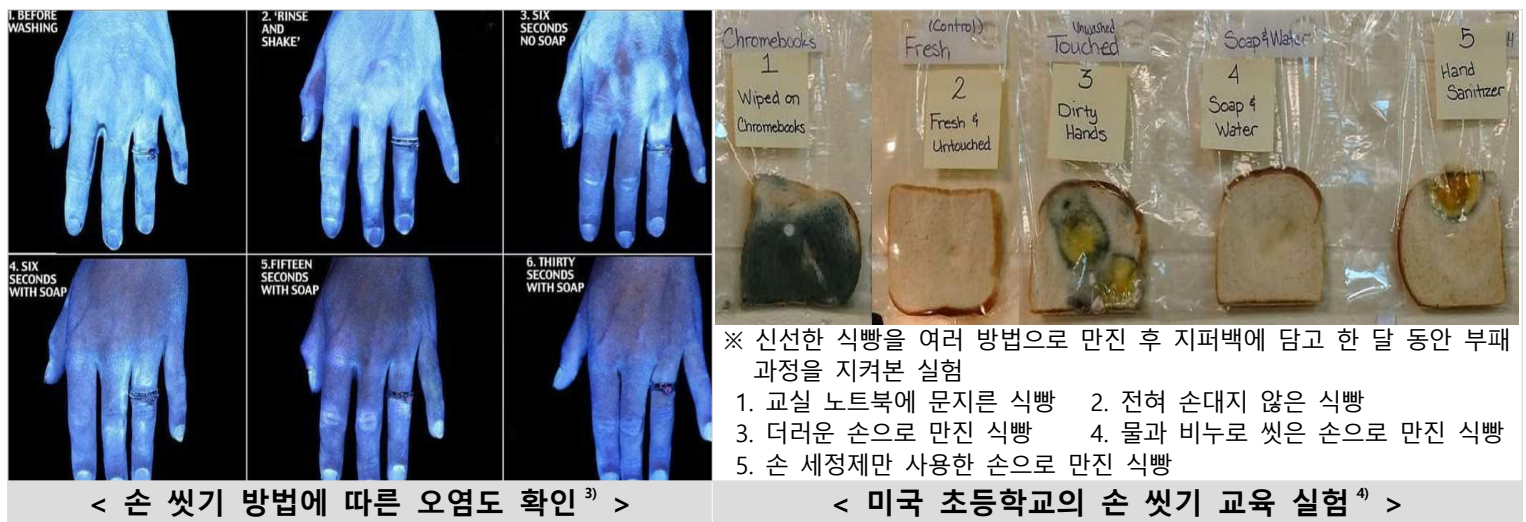 1. BEFORE
WASHING
2. 'RINSE
AND
SHAKE'
3. SIX
SECONDS
NO SOAP
4. SIX
SECONDS
WITH SOAP
5.FIFTEEN
SECONDS
WITH SOAP
6. THIRTY
SECONDS
WITH SOAP
< 손 씻기 방법에 따른 오염도 확인 3) >
Chromebooks
1
Wiped on
Chromebooks
(Control)
Fresh
2
Fresh &
Untouched
Unwashed
Touched
3
Dirty
Hands
Soap & Water
4
Soap &
Water
5
Hand
Sanitizer
※ 신선한 식빵을 여러 방법으로 만진 후 지퍼백에 담고 한 달 동안 부패
과정을 지켜본 실험
1. 교실 노트북에 문지른 식빵 2. 전혀 손대지 않은 식빵
3. 더러운 손으로 만진 식빵 4. 물과 비누로 씻은 손으로 만진 식빵
5. 손 세정제만 사용한 손으로 만진 식빵
< 미국 초등학교의 손 씻기 교육 실험 4) >